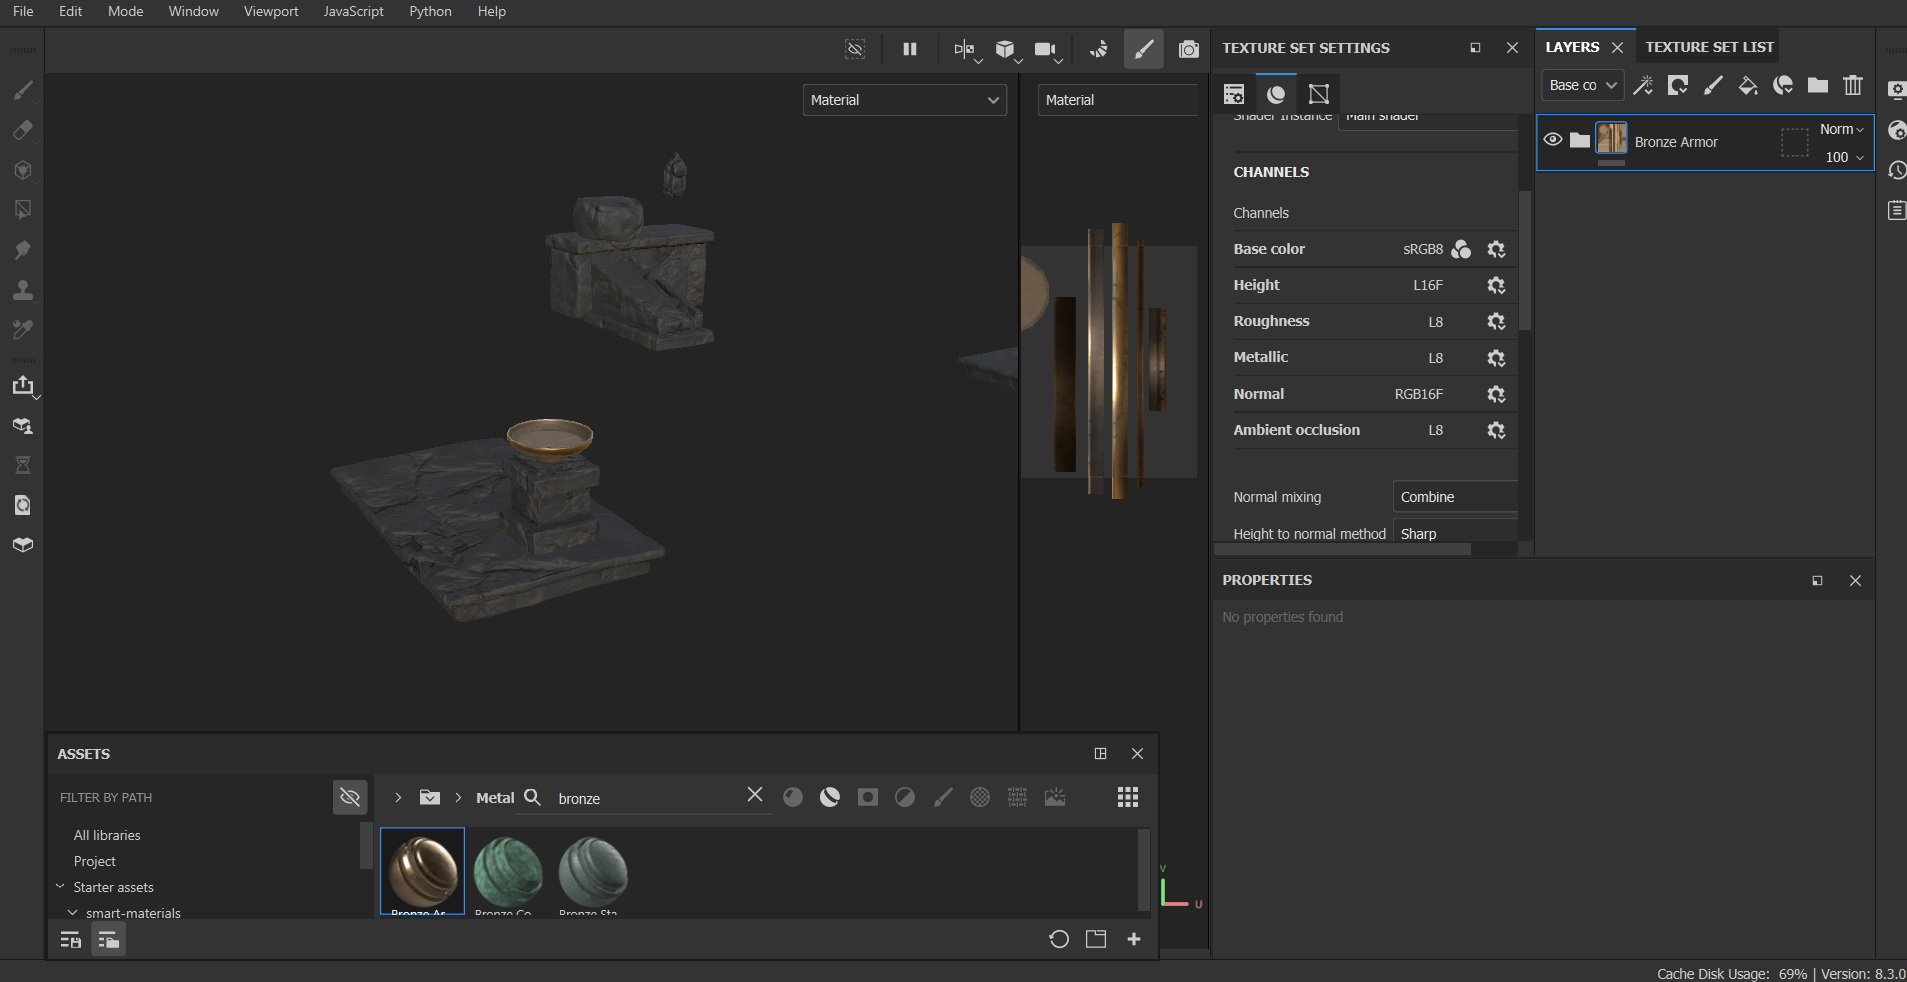 File Edit Mode Window Viewport JavaScript Python Help
Material
Material
TEXTURE SET SETTINGS
Shader Instance Main shader
CHANNELS
Channels
Base color sRGB8
Height L16F
Roughness L8
Metallic L8
Normal RGB16F
Ambient occlusion L8
Normal mixing Combine
Height to normal method Sharp
LAYERS TEXTURE SET LIST
Base co
Bronze Armor
Norm
100
PROPERTIES
No properties found
ASSETS
FILTER BY PATH
All libraries
Project
Starter assets
smart-materials
Metal bronze
Bronze Ar Bronze Co Bronze Sta
V
U
Cache Disk Usage: 69% | Version: 8.3.0